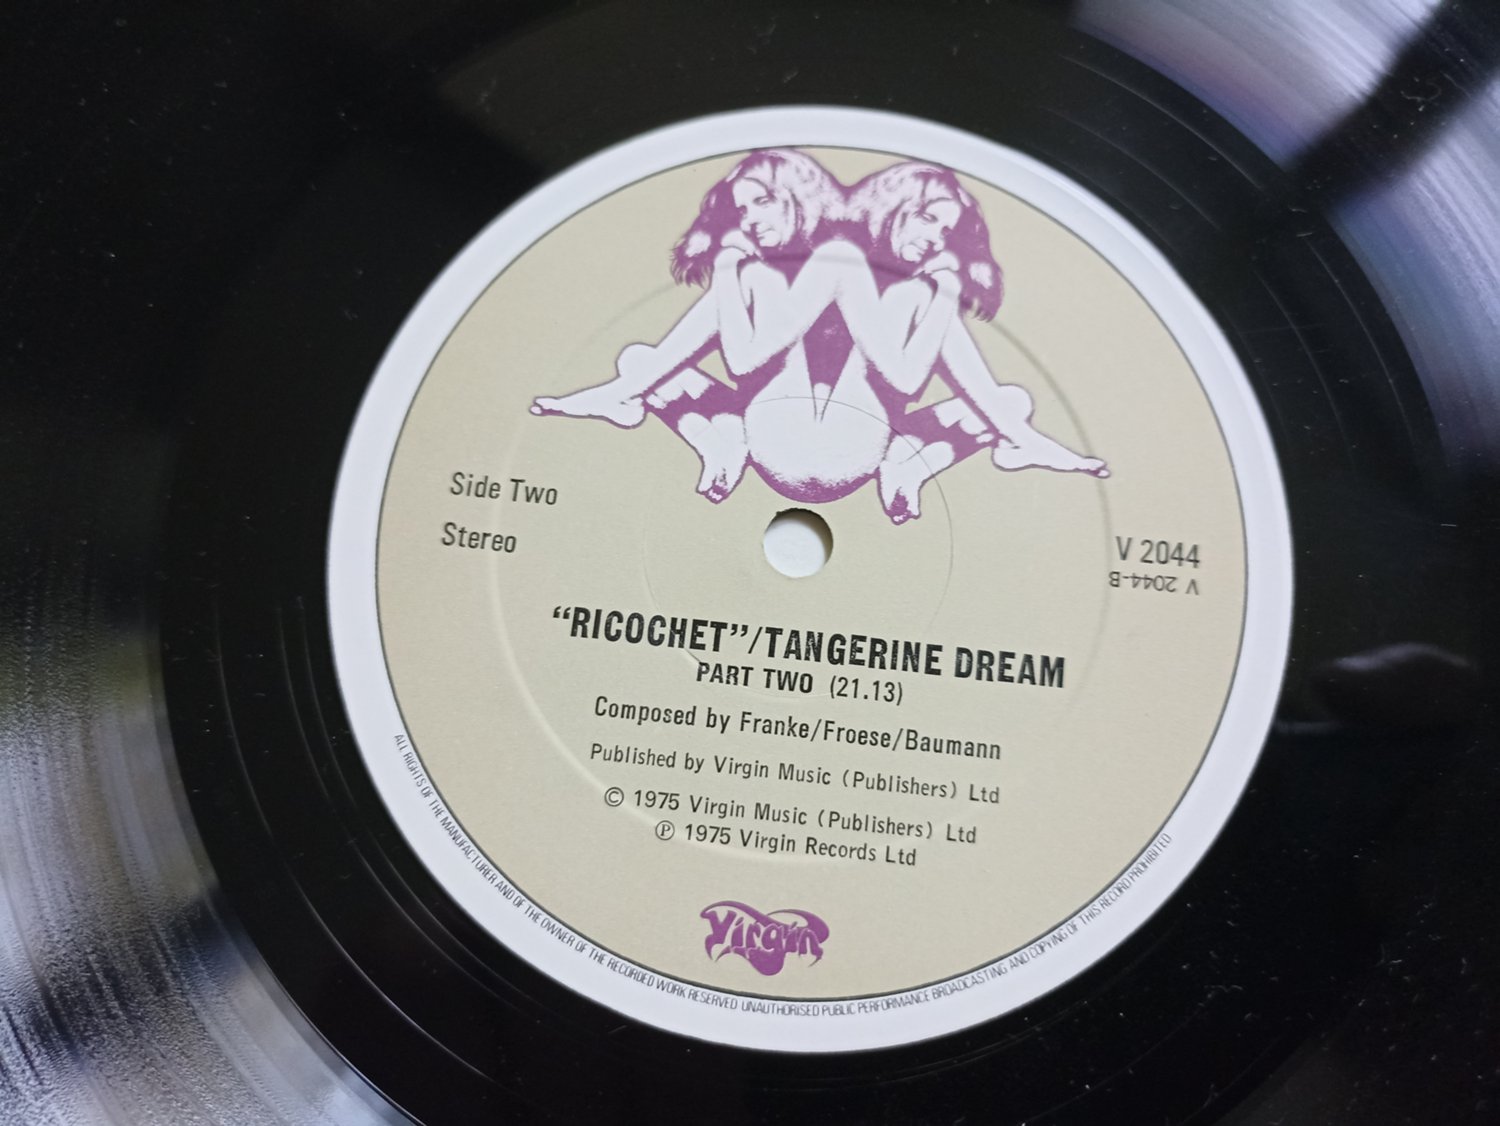 Side Two
Stereo
V 2044
V 2044-B
“RICOCHET”/TANGERINE DREAM
PART TWO (21.13)
Composed by Franke/Froese/Baumann
Published by Virgin Music (Publishers) Ltd
© 1975 Virgin Music (Publishers) Ltd
℗ 1975 Virgin Records Ltd
Virgin
ALL RIGHTS OF THE MANUFACTURER AND OF THE OWNER OF THE RECORDED WORK RESERVED UNAUTHORISED PUBLIC PERFORMANCE BROADCASTING AND COPYING OF THIS RECORD PROHIBITED